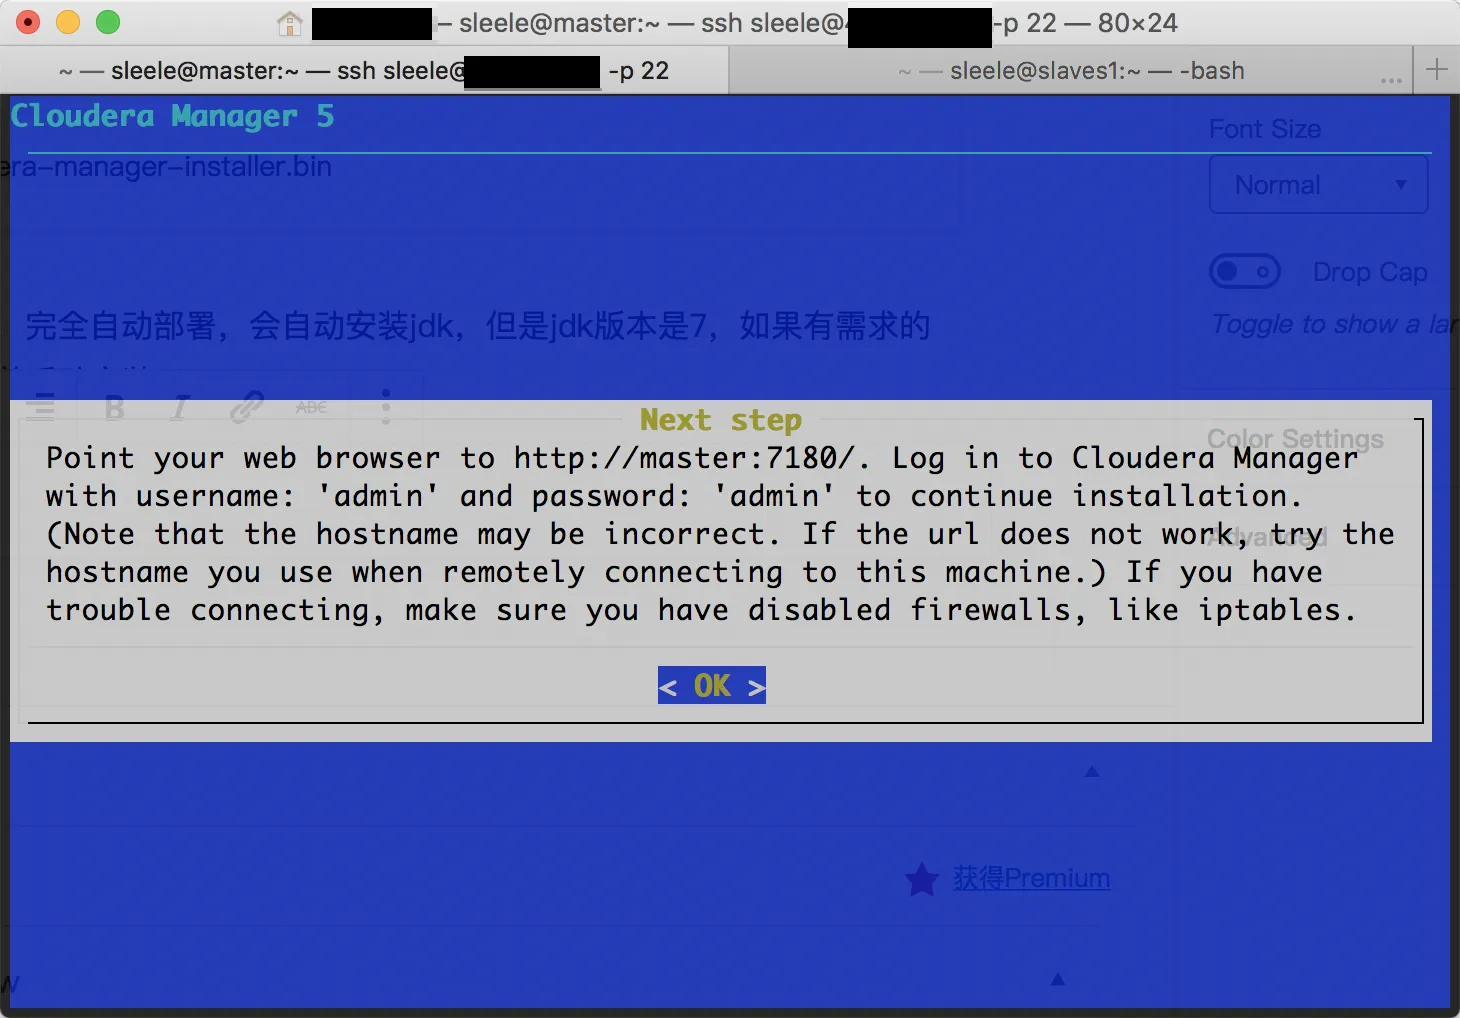 — sleele@master:~ — ssh sleele@ -p 22 — 80×24
~ — sleele@master:~ — ssh sleele@ -p 22
~ — sleele@slaves1:~ — -bash
... +
Cloudera Manager 5
era-manager-installer.bin
Font Size
Normal
Drop Cap
完全自动部署，会自动安装jdk，但是jdk版本是7，如果有需求的
Toggle to show a lar
B I ABC
Next step
Color Settings
Point your web browser to http://master:7180/. Log in to Cloudera Manager
with username: 'admin' and password: 'admin' to continue installation.
(Note that the hostname may be incorrect. If the url does not work, try the
Advanced
hostname you use when remotely connecting to this machine.) If you have
trouble connecting, make sure you have disabled firewalls, like iptables.
< OK >
获得Premium
w